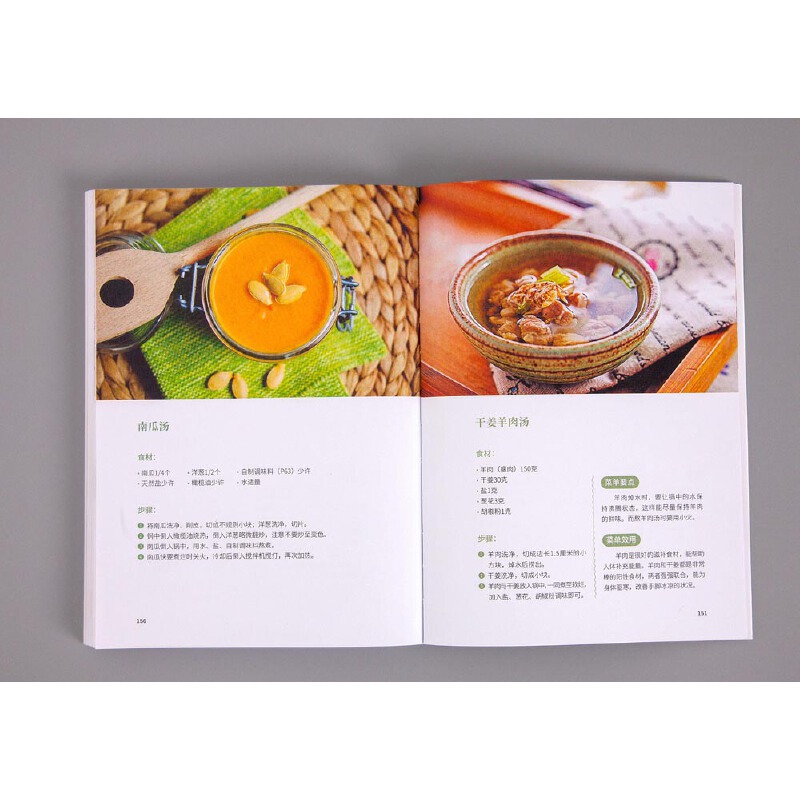 南瓜汤
食材:
·南瓜1/4个 ·洋葱1/2个 ·自制调味料（P63）少许
·天然盐少许 ·橄榄油少许 ·水适量
步骤:
1 将南瓜洗净、削皮，切成不规则小块；洋葱洗净、切片。
2 锅中倒入橄榄油烧热，倒入洋葱略微翻炒，注意不要炒至变色。
3 南瓜倒入锅中，用水、盐、自制调味料熬煮。
4 南瓜快要煮烂时关火，冷却后倒入搅拌机搅打，再次加热。
150
干姜羊肉汤
食材:
·羊肉（瘦肉）150克
·干姜30克
·盐1克
·葱花3克
·胡椒粉1克
步骤:
1 羊肉洗净，切成边长1.5厘米的小
方块，焯水后捞出。
2 干姜洗净，切成小块。
3 羊肉与干姜放入锅中，一同煮至软烂，
加入盐、葱花、胡椒粉调味即可。
菜单要点
羊肉焯水时，要让锅中的水保
持沸腾状态，这样能尽量保持羊肉
的鲜味。而熬羊肉汤时要用小火。
菜单效用
羊肉是很好的温补食材，能帮助
人体补充能量。羊肉和干姜都是非常
棒的阳性食材，两者强强联合，能为
身体驱寒，改善手脚冰凉的状况。
151